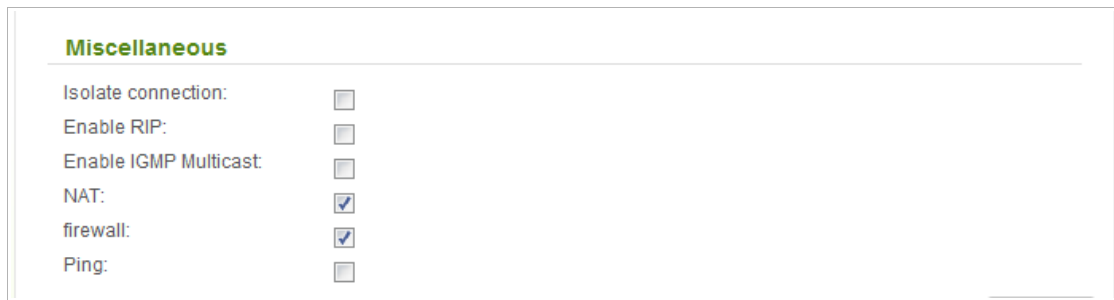 Miscellaneous
Isolate connection:
Enable RIP:
Enable IGMP Multicast:
NAT:
firewall:
Ping: